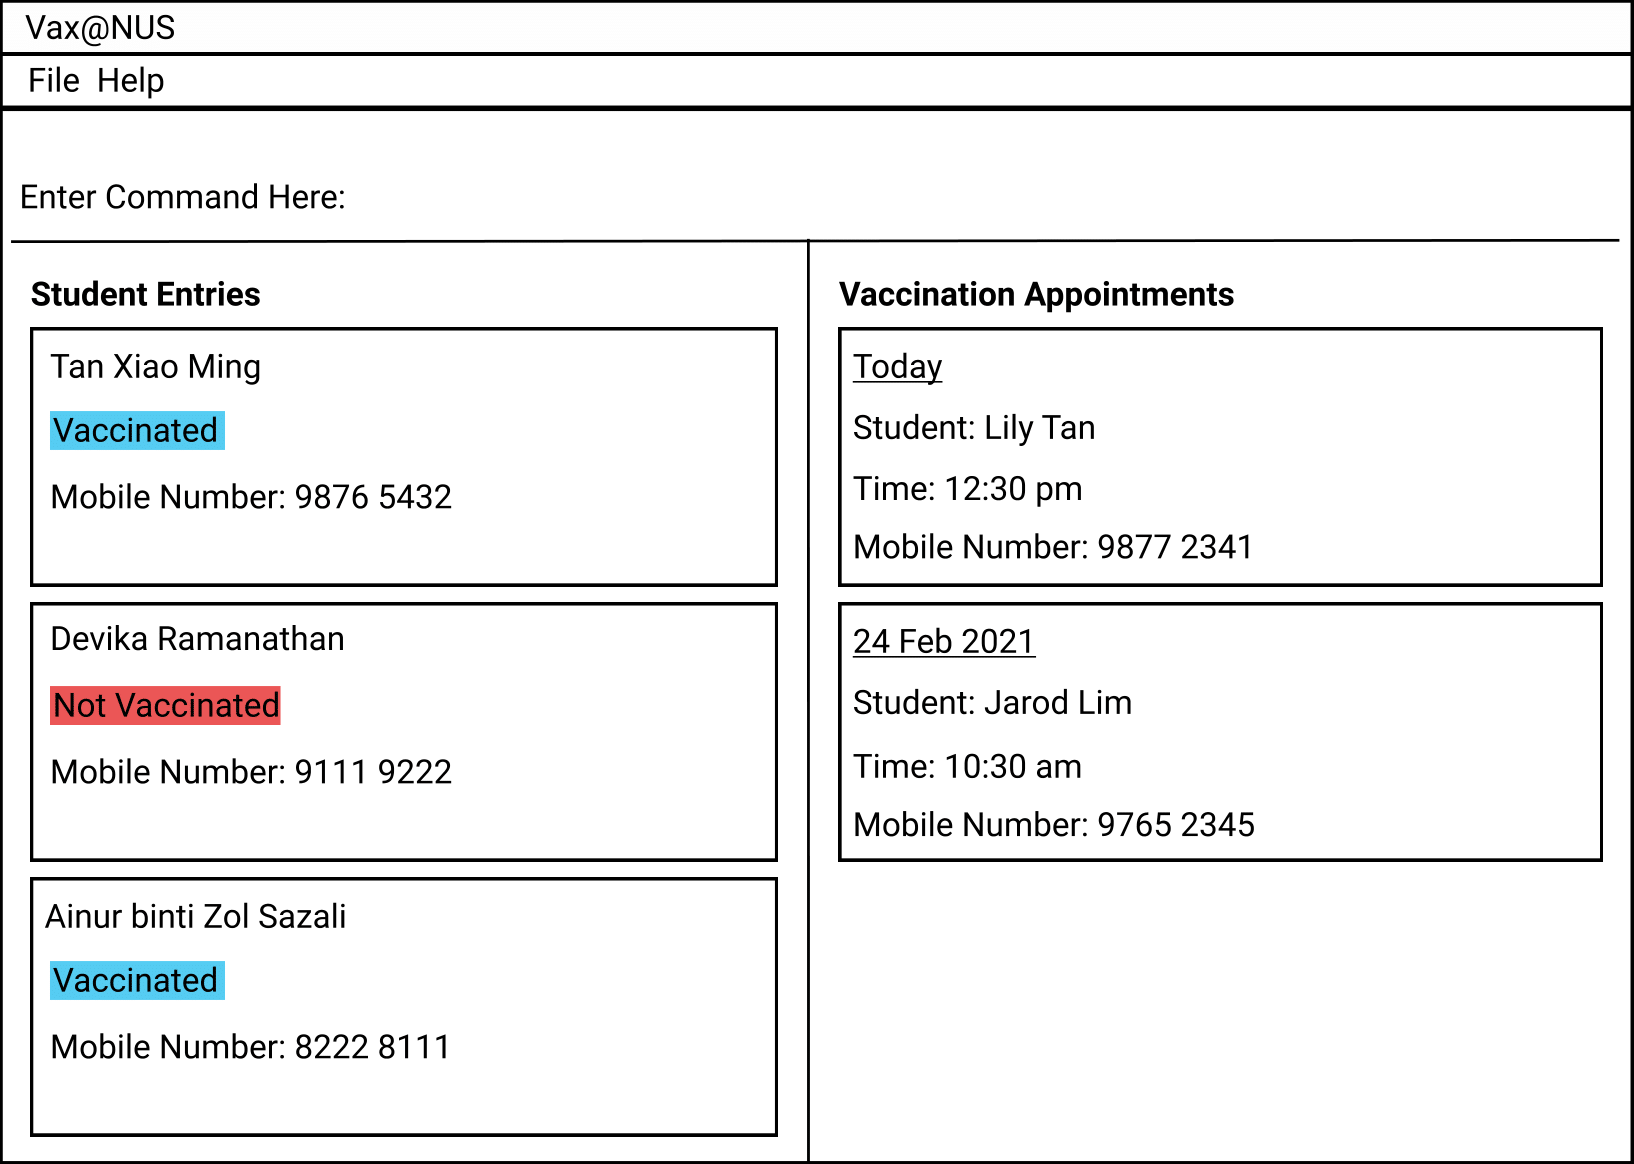 Vax@NUS
File Help
Enter Command Here:
Student Entries
Tan Xiao Ming
Vaccinated
Mobile Number: 9876 5432
Devika Ramanathan
Not Vaccinated
Mobile Number: 9111 9222
Ainur binti Zol Sazali
Vaccinated
Mobile Number: 8222 8111
Vaccination Appointments
Today
Student: Lily Tan
Time: 12:30 pm
Mobile Number: 9877 2341
24 Feb 2021
Student: Jarod Lim
Time: 10:30 am
Mobile Number: 9765 2345